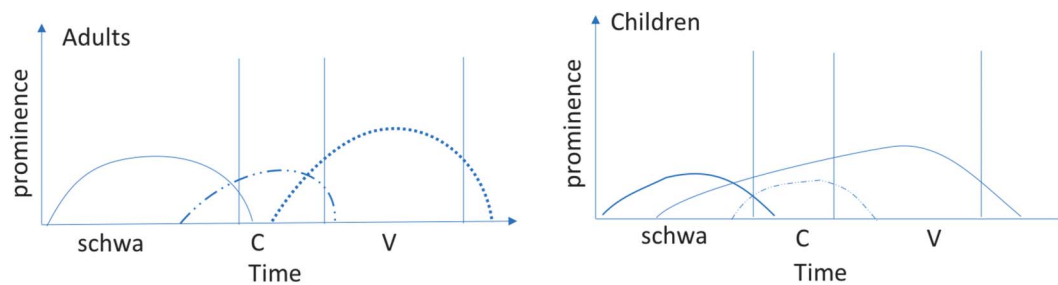 Adults
prominence
schwa C V
Time
Children
prominence
schwa C V
Time